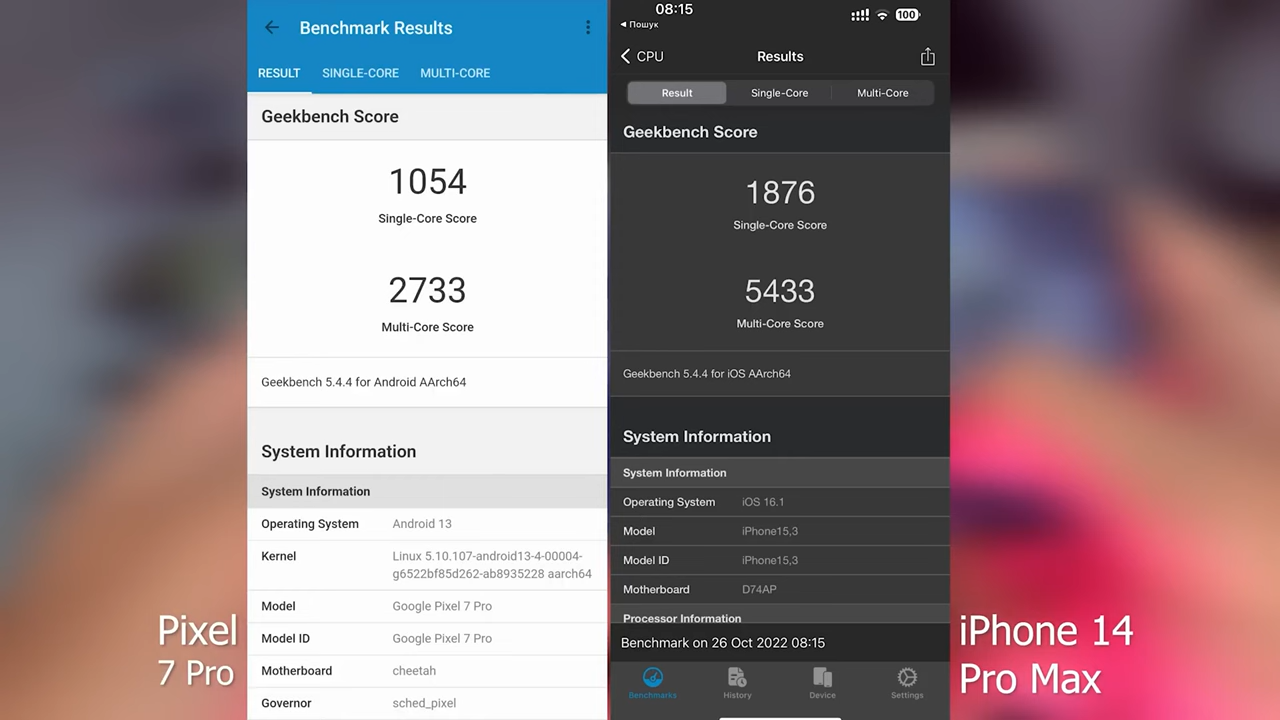 Benchmark Results
RESULT SINGLE-CORE MULTI-CORE
Geekbench Score
1054
Single-Core Score
2733
Multi-Core Score
Geekbench 5.4.4 for Android AArch64
System Information
System Information
Operating System Android 13
Kernel Linux 5.10.107-android13-4-00004-
g6522bf85d262-ab8935228 aarch64
Model Google Pixel 7 Pro
Model ID Google Pixel 7 Pro
Motherboard cheetah
Governor sched_pixel
Pixel
7 Pro
08:15
100
◀ Пошук
CPU Results
Result Single-Core Multi-Core
Geekbench Score
1876
Single-Core Score
5433
Multi-Core Score
Geekbench 5.4.4 for iOS AArch64
System Information
System Information
Operating System iOS 16.1
Model iPhone15,3
Model ID iPhone15,3
Motherboard D74AP
Processor Information
Benchmark on 26 Oct 2022 08:15
Benchmarks History Device Settings
iPhone 14
Pro Max